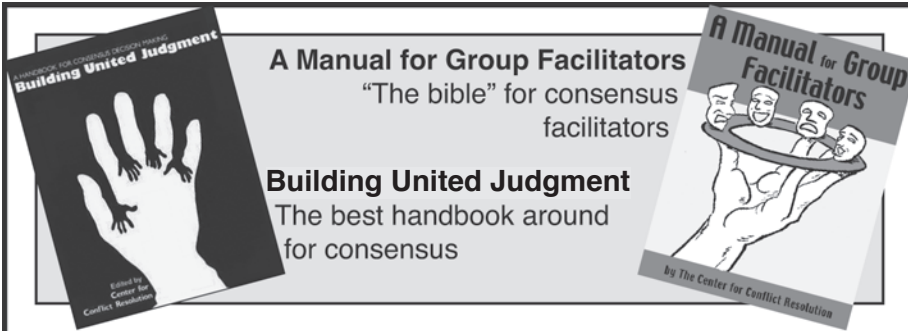 A HANDBOOK FOR CONSENSUS DECISION MAKING
Building United Judgment
Edited by
Center for
Conflict Resolution
A Manual for Group Facilitators
“The bible” for consensus
facilitators
Building United Judgment
The best handbook around
for consensus
A Manual for Group
Facilitators
by The Center for Conflict Resolution